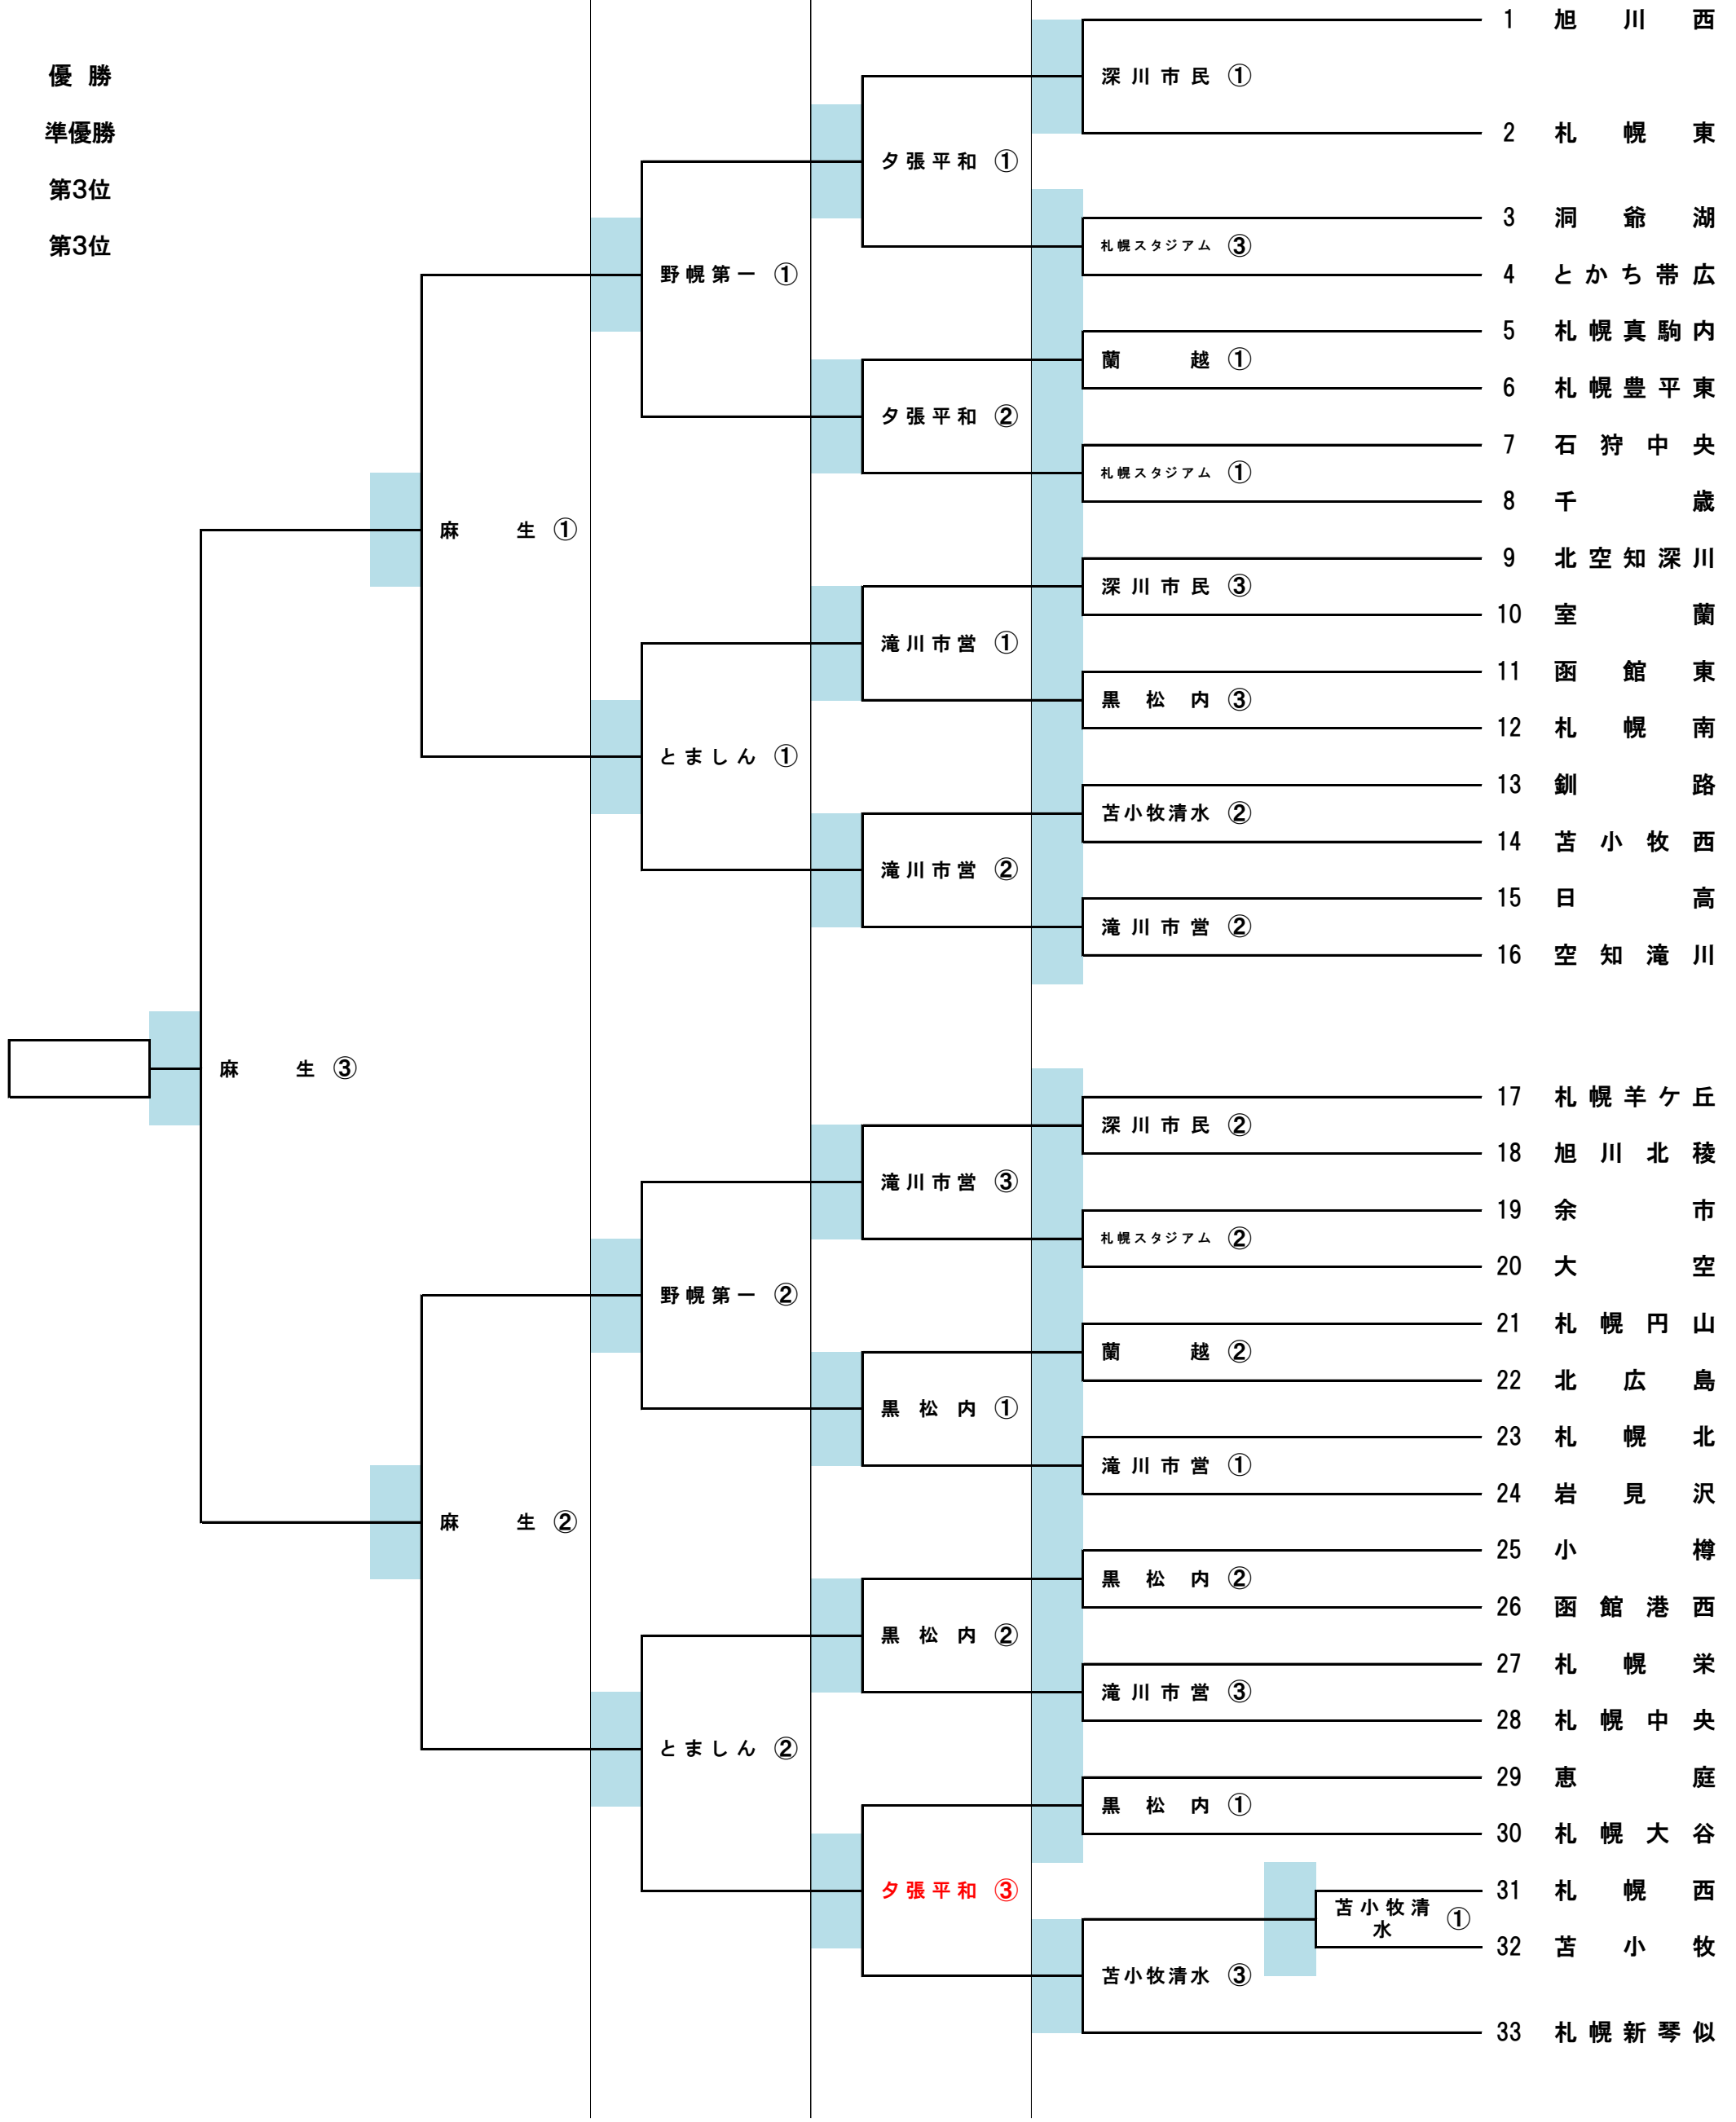 優 勝
準優勝
第3位
第3位
1 旭川西
深川市民 ①
2 札幌東
夕張平和 ①
3 洞爺湖
札幌スタジアム ③
4 とかち帯広
野幌第一 ①
5 札幌真駒内
蘭越 ①
6 札幌豊平東
夕張平和 ②
7 石狩中央
札幌スタジアム ①
8 千歳
麻生 ①
9 北空知深川
深川市民 ③
10 室蘭
滝川市営 ①
11 函館東
黒松内 ③
12 札幌南
とましん ①
13 釧路
苫小牧清水 ②
14 苫小牧西
滝川市営 ②
15 日高
滝川市営 ②
16 空知滝川
麻生 ③
17 札幌羊ケ丘
深川市民 ②
18 旭川北稜
滝川市営 ③
19 余市
札幌スタジアム ②
20 大空
野幌第一 ②
21 札幌円山
蘭越 ②
22 北広島
黒松内 ①
23 札幌北
滝川市営 ①
24 岩見沢
麻生 ②
25 小樽
黒松内 ②
26 函館港西
黒松内 ②
27 札幌栄
滝川市営 ③
28 札幌中央
とましん ②
29 恵庭
黒松内 ①
30 札幌大谷
夕張平和 ③
31 札幌西
苫小牧清
水 ①
32 苫小牧
苫小牧清水 ③
33 札幌新琴似